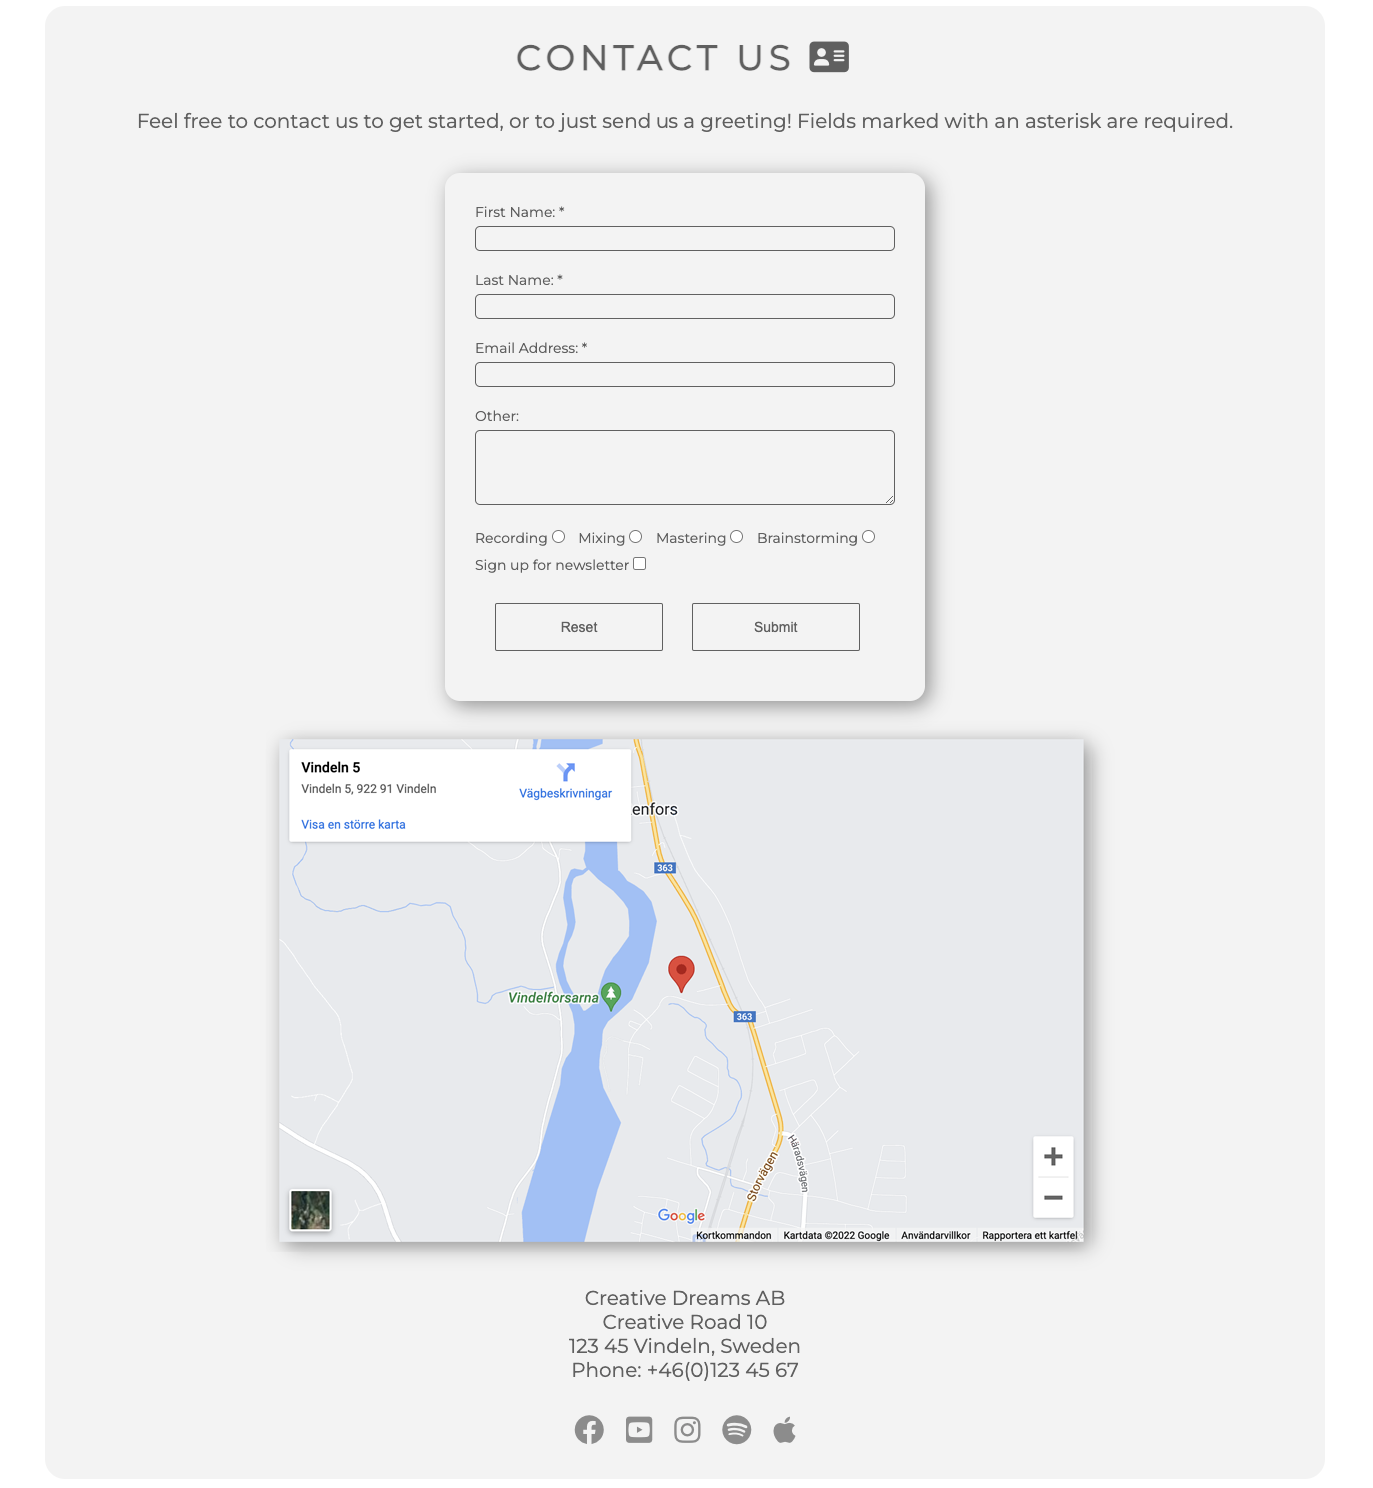 CONTACT US
Feel free to contact us to get started, or to just send us a greeting! Fields marked with an asterisk are required.
First Name: *
Last Name: *
Email Address: *
Other:
Recording Mixing Mastering Brainstorming
Sign up for newsletter
Reset Submit
Vindeln 5
Vindeln 5, 922 91 Vindeln
Vägbeskrivningar
Visa en större karta
enfors
363
Vindelforsarna
363
Häradsvägen
Storvägen
Google
Kortkommandon Kartdata ©2022 Google Användarvillkor Rapportera ett kartfel
Creative Dreams AB
Creative Road 10
123 45 Vindeln, Sweden
Phone: +46(0)123 45 67